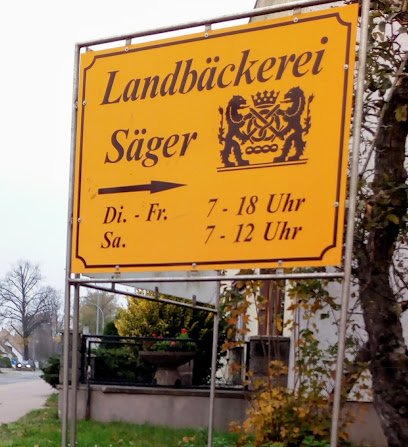 Landbäckerei
Säger
Di. - Fr. 7 - 18 Uhr
Sa. 7 - 12 Uhr